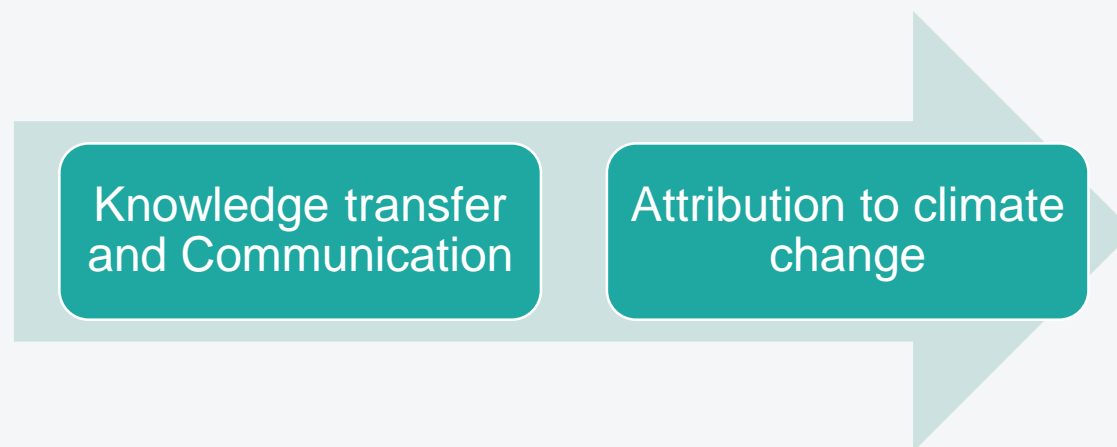 Knowledge transfer
and Communication
Attribution to climate
change